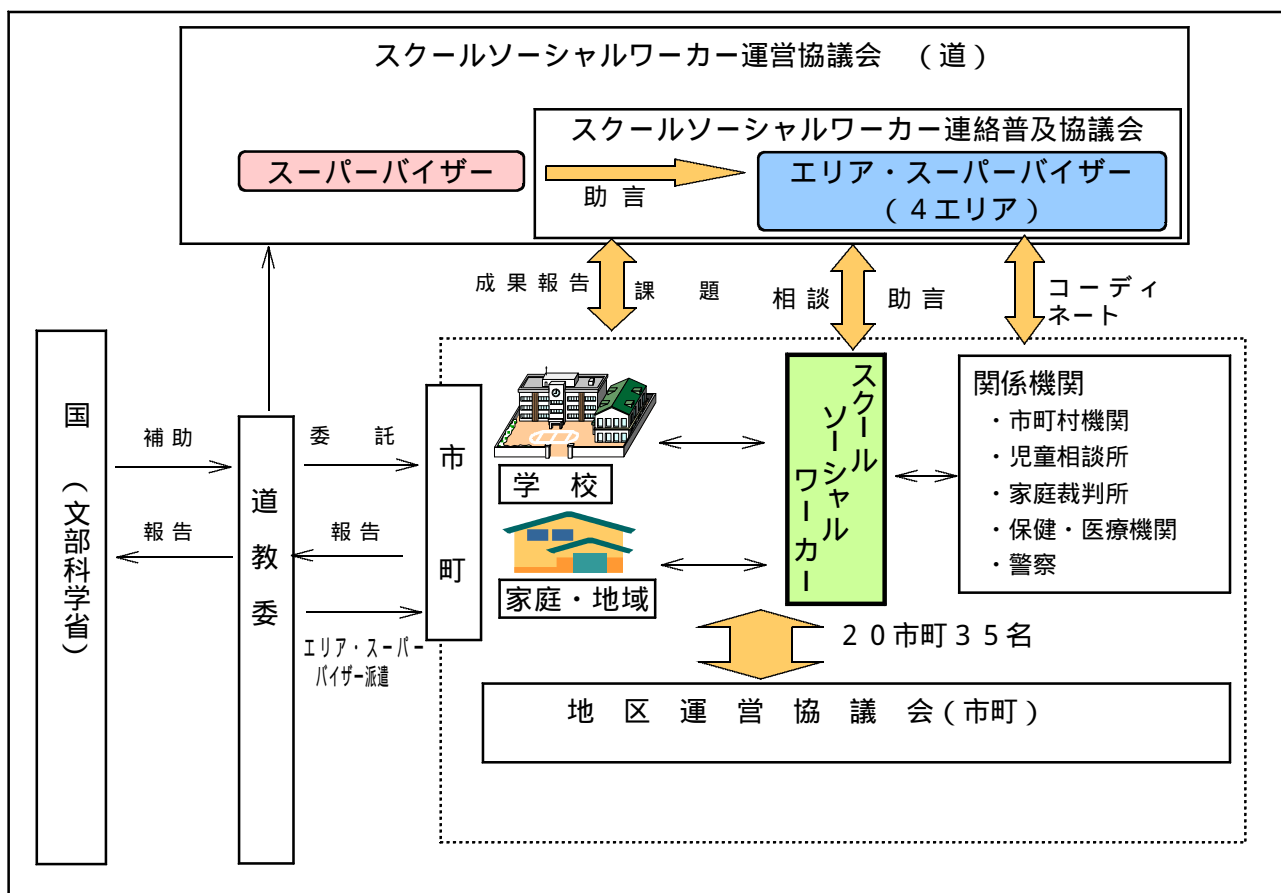 スクールソーシャルワーカー運営協議会　（道）
スクールソーシャルワーカー連絡普及協議会
スーパーバイザー
助言
エリア・スーパーバイザー
（４エリア）
成果報告
課　題
相談
助言
コーディ
ネート
国　（文部科学省）
補助
報告
道教委
委　託
報告
エリア・スーパー
バイザー派遣
市町
学　校
家庭・地域
スクール
ソーシャル
ワーカー
関係機関
・市町村機関
・児童相談所
・家庭裁判所
・保健・医療機関
・警察
２０市町３５名
地　区　運　営　協　議　会（市町）